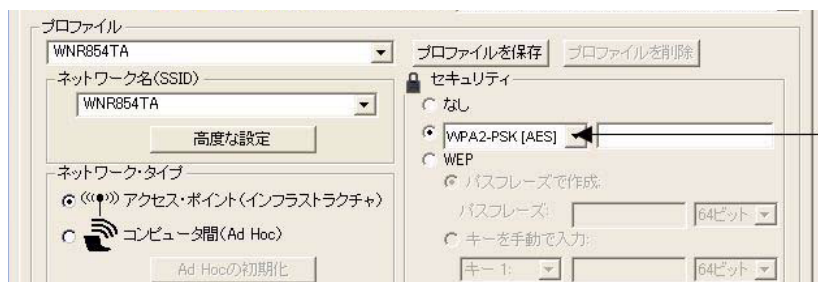 プロファイル
WNR854TA
プロファイルを保存
プロファイルを削除
ネットワーク名(SSID)
WNR854TA
高度な設定
ネットワーク・タイプ
アクセス・ポイント(インフラストラクチャ)
コンピュータ間(Ad Hoc)
Ad Hocの初期化
セキュリティ
なし
WPA2-PSK [AES]
WEP
パスフレーズで作成:
パスフレーズ:
64ビット
キーを手動で入力:
キー 1:
64ビット